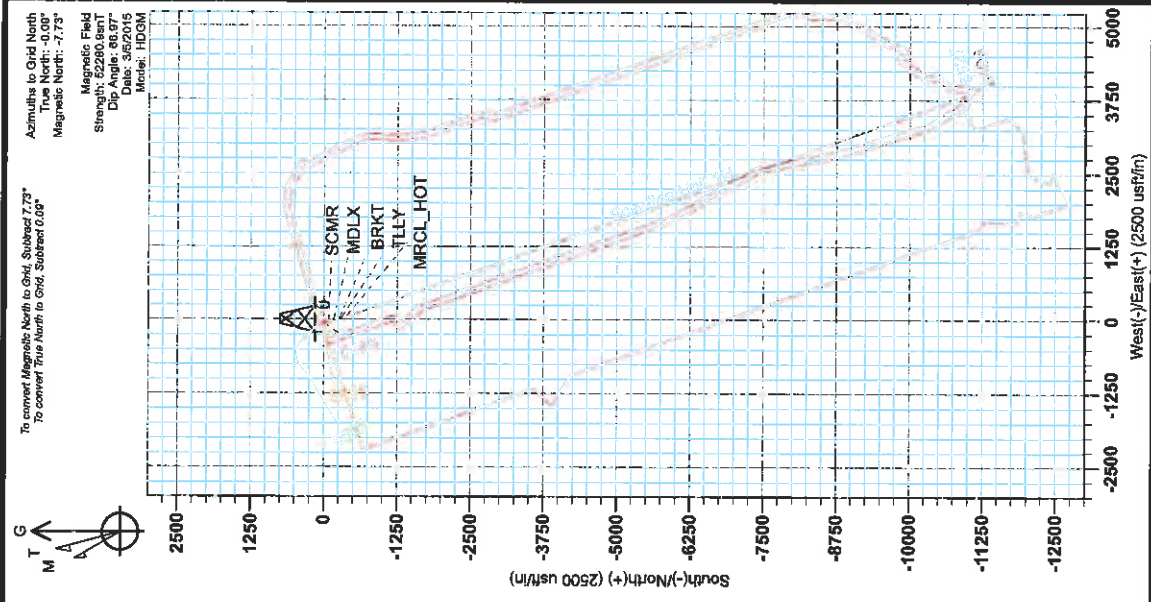 To convert Magnetic North to Grid, Subtract 7.73°
To convert True North to Grid, Subtract 0.09°
Azimuths to Grid North
True North: -0.09°
Magnetic North: -7.73°
Magnetic Field
Strength: 52280.9snT
Dip Angle: 66.97°
Date: 3/5/2015
Model: HDGM
G
T
M
SCMR
MDLX
BRKT
TLLY
MRCL_HOT
2500
1250
0
-1250
-2500
-3750
-5000
-6250
-7500
-8750
-10000
-11250
-12500
South(-)/North(+) (2500 usft/in)
-2500
-1250
0
1250
2500
3750
5000
West(-)/East(+) (2500 usft/in)